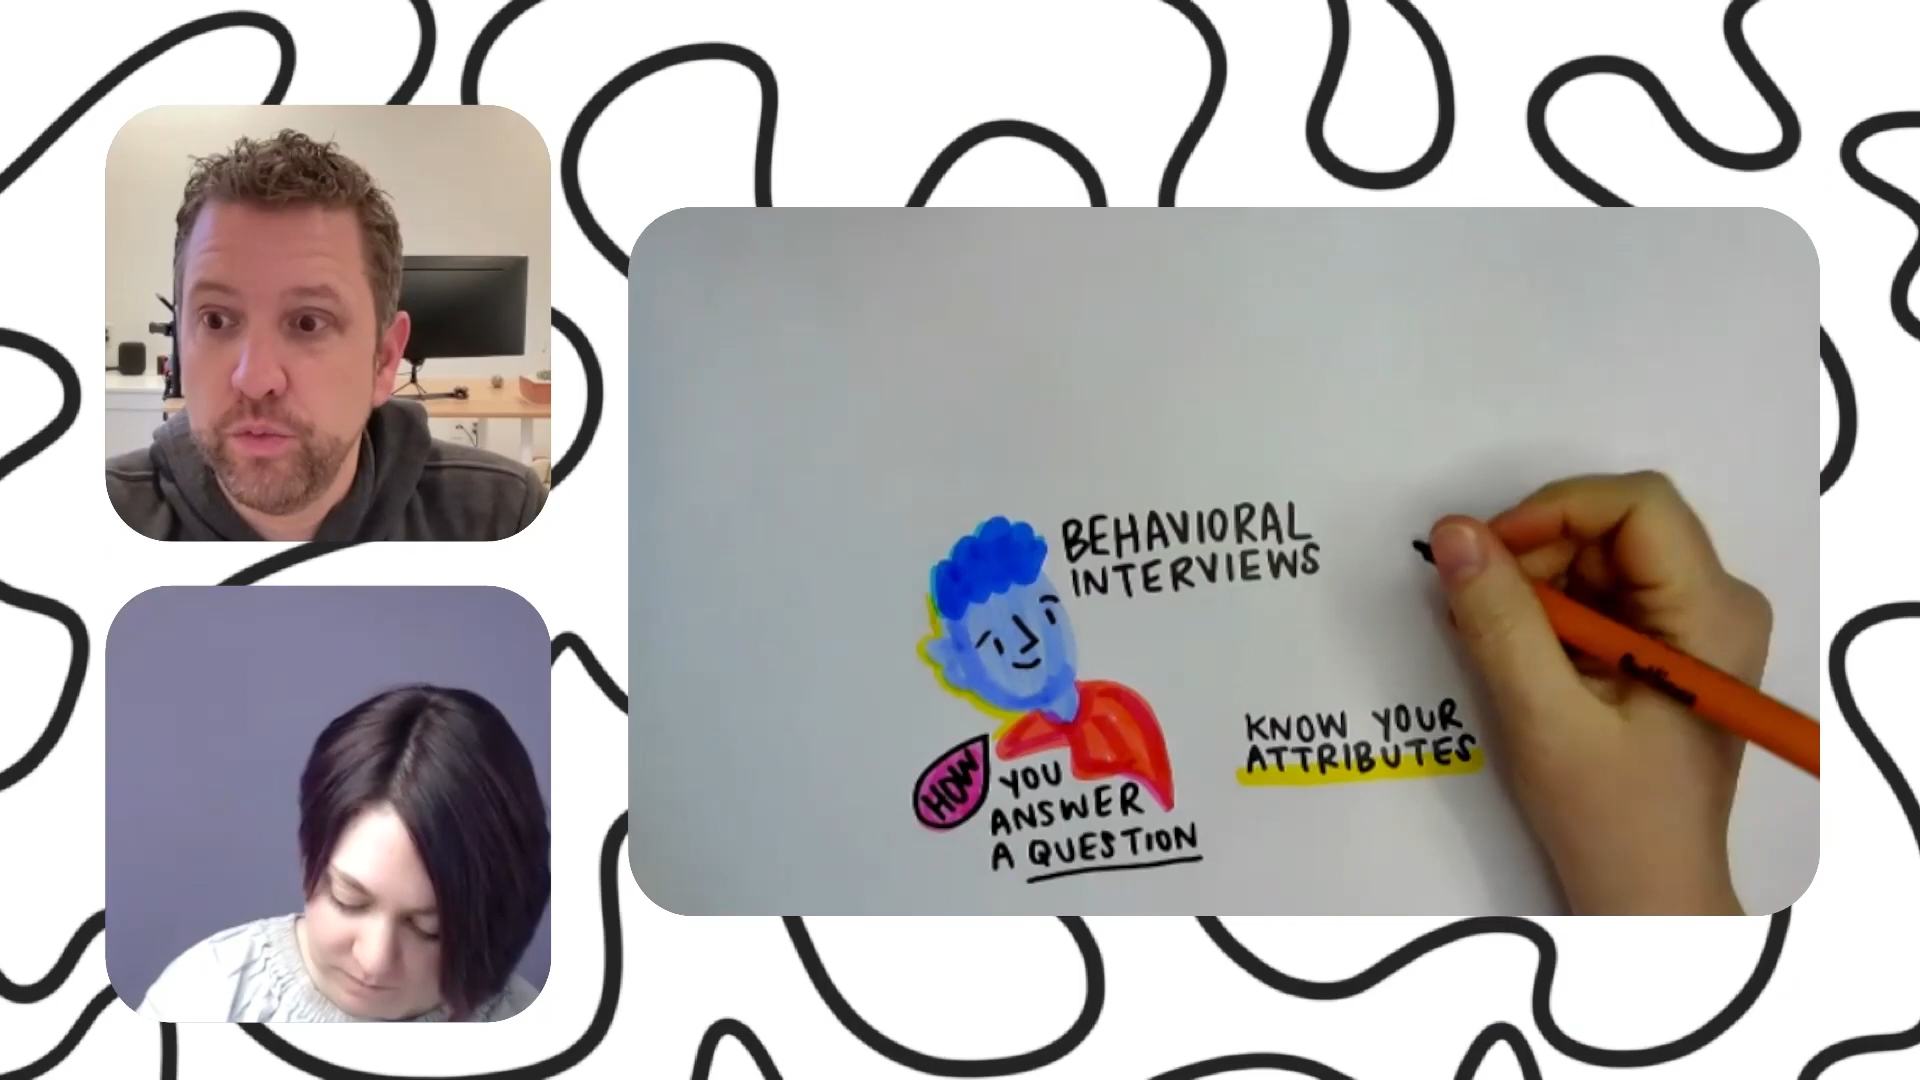 BEHAVIORAL
INTERVIEWS
KNOW YOUR
ATTRIBUTES
HOW
YOU
ANSWER
A QUESTION